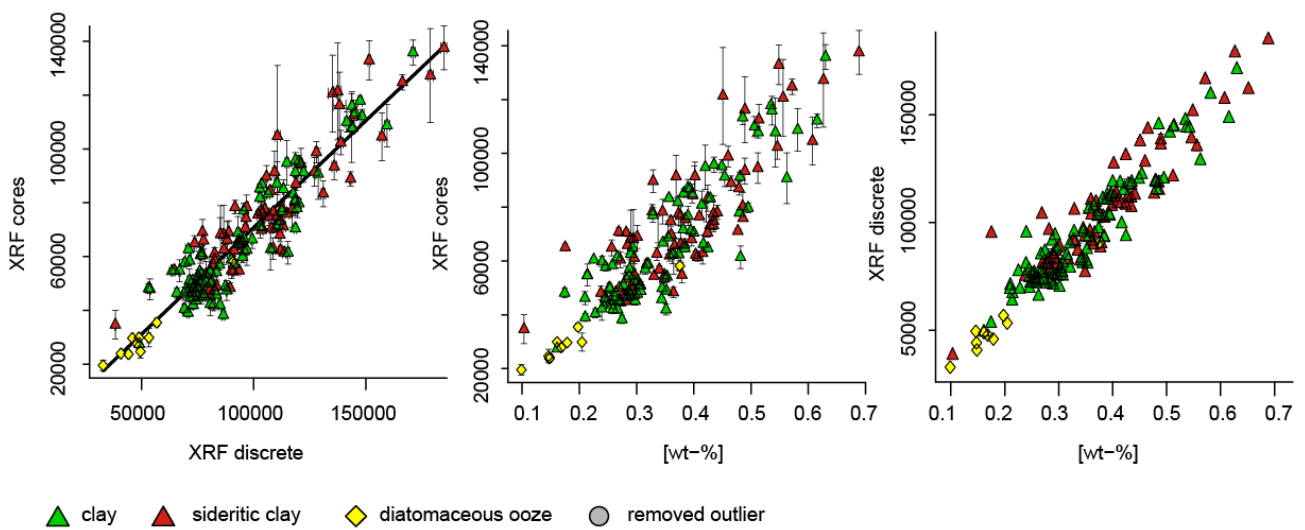 XRF cores
140000
100000
60000
20000
50000
100000
150000
XRF discrete
XRF cores
140000
100000
60000
20000
0.1 0.2 0.3 0.4 0.5 0.6 0.7
[wt−%]
XRF discrete
150000
100000
50000
0.1 0.2 0.3 0.4 0.5 0.6 0.7
[wt−%]
clay sideritic clay diatomaceous ooze removed outlier